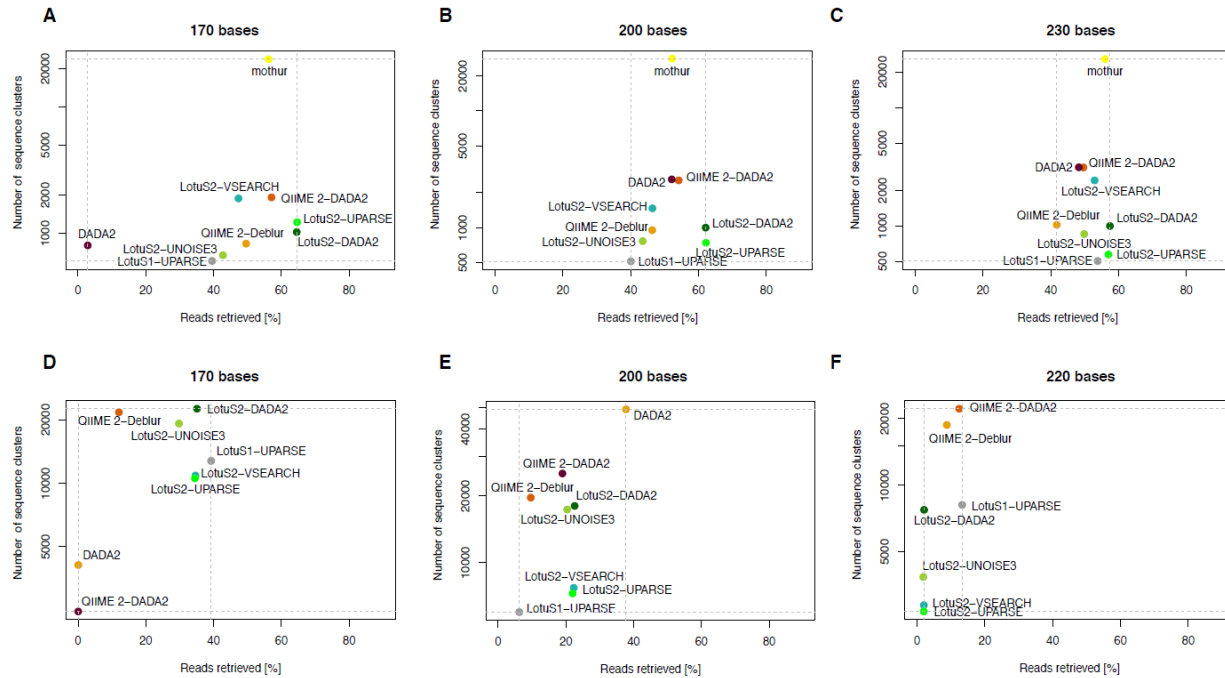 A
170 bases
Number of sequence clusters
20000
5000
2000
1000
mothur
LotuS2-VSEARCH
QIIME 2-DADA2
LotuS2-UPARSE
DADA2
QIIME 2-Deblur
LotuS2-DADA2
LotuS2-UNOISE3
LotuS1-UPARSE
0 20 40 60 80
Reads retrieved [%]
B
200 bases
Number of sequence clusters
20000
5000
2000
1000
500
mothur
DADA2
QIIME 2-DADA2
LotuS2-VSEARCH
QIIME 2-Deblur
LotuS2-DADA2
LotuS2-UNOISE3
LotuS2-UPARSE
LotuS1-UPARSE
0 20 40 60 80
Reads retrieved [%]
C
230 bases
Number of sequence clusters
20000
5000
2000
1000
500
mothur
DADA2
QIIME 2-DADA2
LotuS2-VSEARCH
QIIME 2-Deblur
LotuS2-DADA2
LotuS2-UNOISE3
LotuS2-UPARSE
LotuS1-UPARSE
0 20 40 60 80
Reads retrieved [%]
D
170 bases
Number of sequence clusters
20000
10000
5000
LotuS2-DADA2
QIIME 2-Deblur
LotuS2-UNOISE3
LotuS1-UPARSE
LotuS2-VSEARCH
LotuS2-UPARSE
DADA2
QIIME 2-DADA2
0 20 40 60 80
Reads retrieved [%]
E
200 bases
Number of sequence clusters
40000
20000
10000
DADA2
QIIME 2-DADA2
QIIME 2-Deblur
LotuS2-DADA2
LotuS2-UNOISE3
LotuS2-VSEARCH
LotuS2-UPARSE
LotuS1-UPARSE
0 20 40 60 80
Reads retrieved [%]
F
220 bases
Number of sequence clusters
20000
10000
5000
QIIME 2-DADA2
QIIME 2-Deblur
LotuS1-UPARSE
LotuS2-DADA2
LotuS2-UNOISE3
LotuS2-VSEARCH
LotuS2-UPARSE
0 20 40 60 80
Reads retrieved [%]